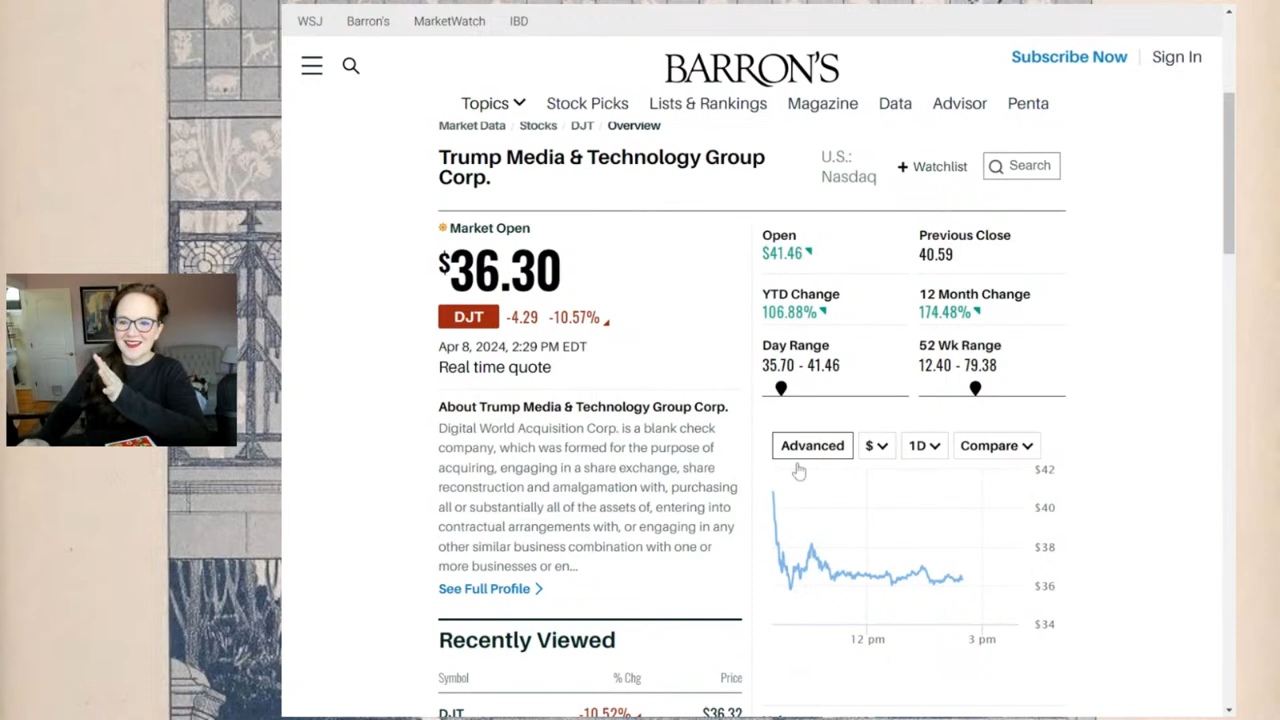 WSJ Barron's MarketWatch IBD
BARRON'S
Subscribe Now Sign In
Topics Stock Picks Lists & Rankings Magazine Data Advisor Penta
Market Data / Stocks / DJT / Overview
Trump Media & Technology Group
Corp.
U.S.:
Nasdaq
+ Watchlist
Search
Market Open
$36.30
DJT -4.29 -10.57%
Apr 8, 2024, 2:29 PM EDT
Real time quote
Open
$41.46
Previous Close
40.59
YTD Change
106.88%
12 Month Change
174.48%
Day Range
35.70 - 41.46
52 Wk Range
12.40 - 79.38
About Trump Media & Technology Group Corp.
Digital World Acquisition Corp. is a blank check
company, which was formed for the purpose of
acquiring, engaging in a share exchange, share
reconstruction and amalgamation with, purchasing
all or substantially all of the assets of, entering into
contractual arrangements with, or engaging in any
other similar business combination with one or
more businesses or en...
See Full Profile
Advanced $ 1D Compare
$42
$40
$38
$36
$34
12 pm 3 pm
Recently Viewed
Symbol % Chg Price
DJT -10.52% $36.32